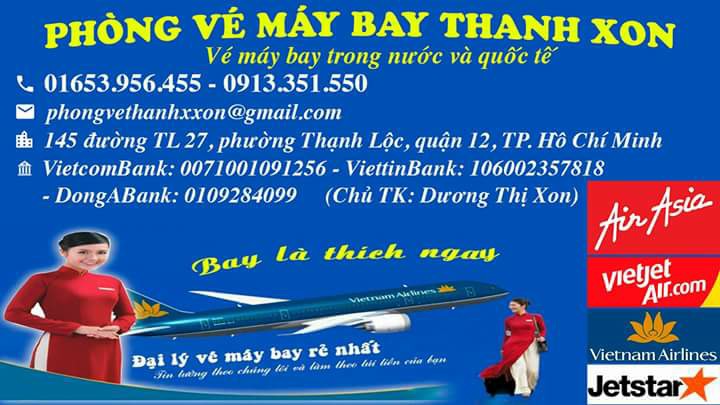 PHÒNG VÉ MÁY BAY THANH XON
Vé máy bay trong nước và quốc tế
01653.956.455 - 0913.351.550
phongvethanhxxon@gmail.com
145 đường TL 27, phường Thạnh Lộc, quận 12, TP. Hồ Chí Minh
VietcomBank: 0071001091256 - ViettinBank: 106002357818
- DongABank: 0109284099 (Chủ TK: Dương Thị Xon)
Air Asia
Bay là thích ngay
vietjet
Air.com
Vietnam Airlines
Vietnam Airlines
Đại lý vé máy bay rẻ nhất
Tin tưởng theo chúng tôi và làm theo túi tiền của bạn
Jetstar